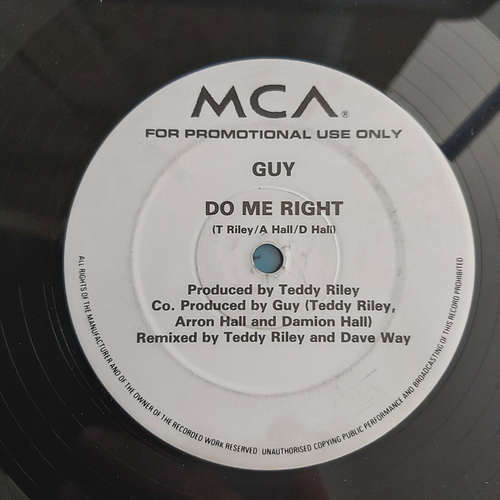 MCA®
FOR PROMOTIONAL USE ONLY
GUY
DO ME RIGHT
(T Riley/A Hall/D Hall)
Produced by Teddy Riley
Co. Produced by Guy (Teddy Riley,
Arron Hall and Damion Hall)
Remixed by Teddy Riley and Dave Way
ALL RIGHTS OF THE MANUFACTURER AND OF THE OWNER OF THE RECORDED WORK RESERVED UNAUTHORISED COPYING PUBLIC PERFORMANCE AND BROADCASTING OF THIS RECORD PROHIBITED